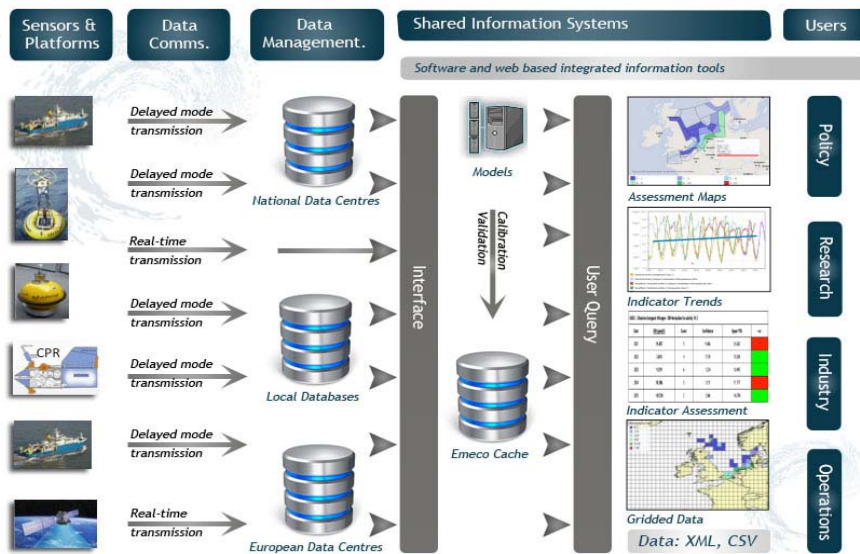 Sensors &
Platforms
Data
Comms.
Data
Management.
Shared Information Systems
Users
Software and web based integrated information tools
Delayed mode
transmission
Delayed mode
transmission
Real-time
transmission
Delayed mode
transmission
CPR
Delayed mode
transmission
Delayed mode
transmission
Real-time
transmission
National Data Centres
Local Databases
European Data Centres
Interface
Models
Calibration
Validation
Emeco Cache
User Query
Assessment Maps
Indicator Trends
Indicator Assessment
Gridded Data
Data: XML, CSV
Policy
Research
Industry
Operations